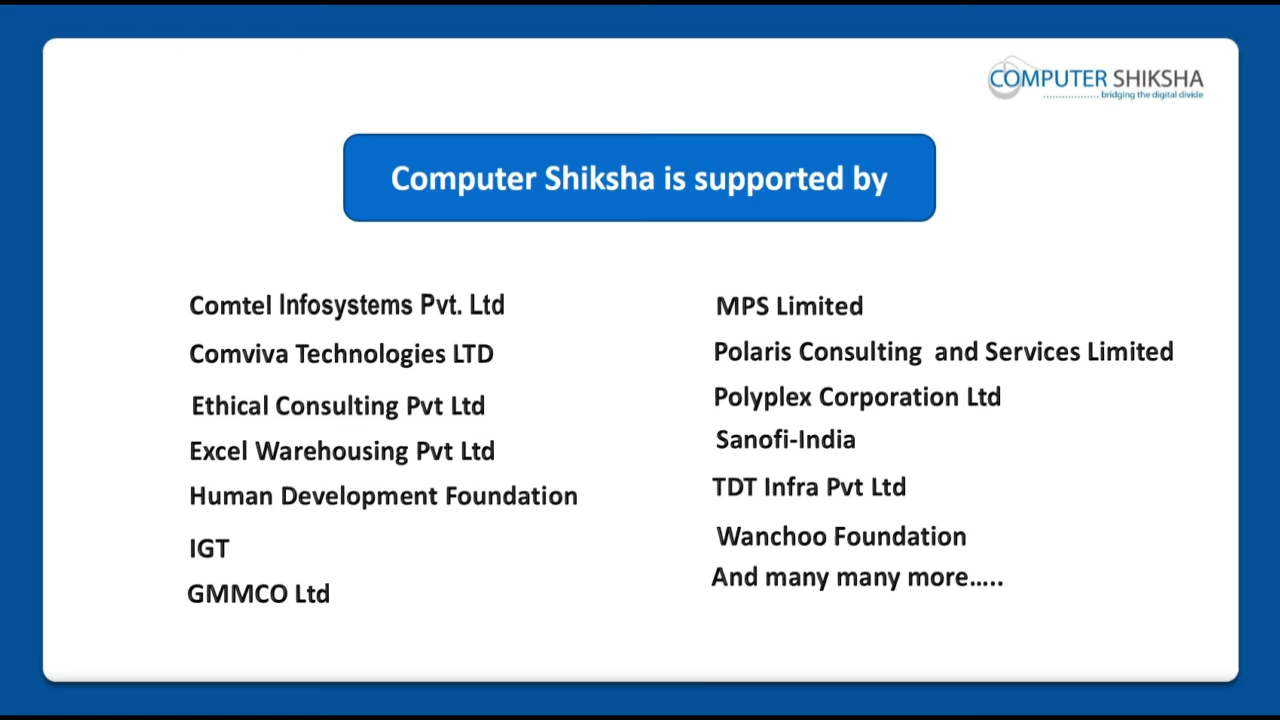 COMPUTER SHIKSHA
.................. bridging the digital divide
Computer Shiksha is supported by
Comtel Infosystems Pvt. Ltd
Comviva Technologies LTD
Ethical Consulting Pvt Ltd
Excel Warehousing Pvt Ltd
Human Development Foundation
IGT
GMMCO Ltd
MPS Limited
Polaris Consulting  and Services Limited
Polyplex Corporation Ltd
Sanofi-India
TDT Infra Pvt Ltd
Wanchoo Foundation
And many many more…..